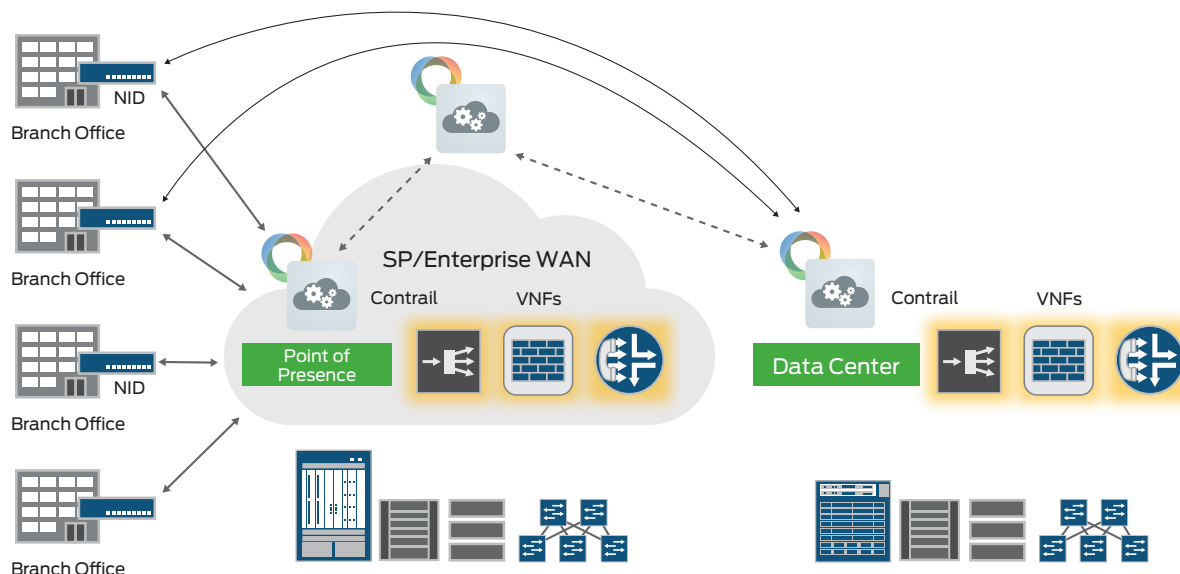 NID
Branch Office
Branch Office
SP/Enterprise WAN
Contrail
VNFs
Contrail
VNFs
Point of
Presence
Data Center
NID
Branch Office
Branch Office